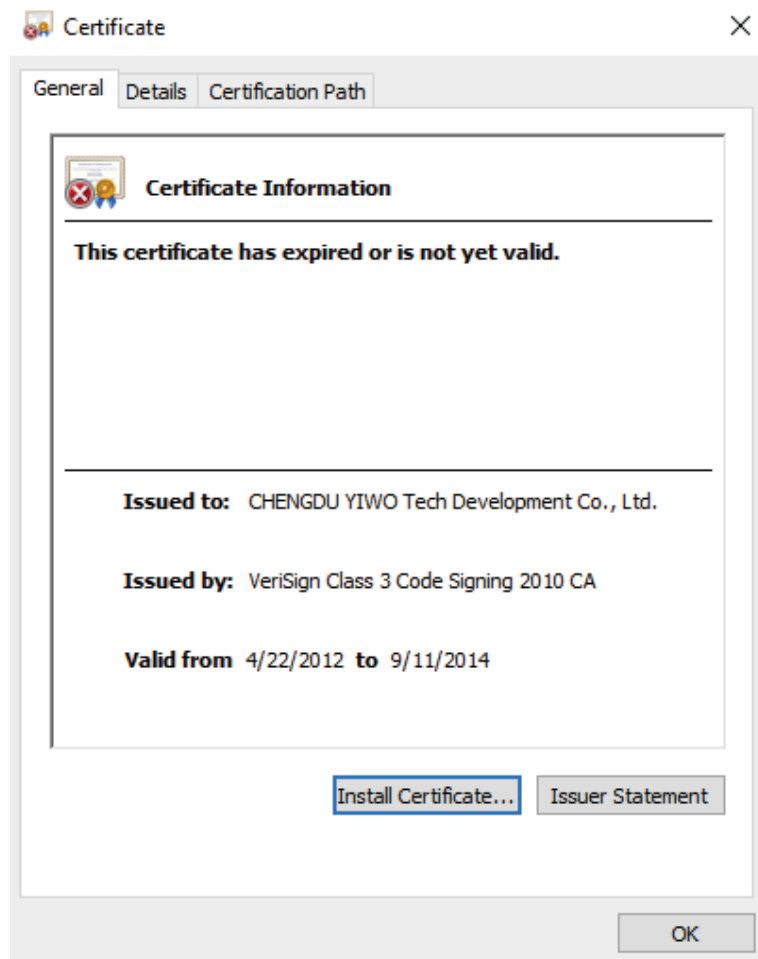 Certificate
General Details Certification Path
Certificate Information
This certificate has expired or is not yet valid.
Issued to: CHENGDU YIWO Tech Development Co., Ltd.
Issued by: VeriSign Class 3 Code Signing 2010 CA
Valid from 4/22/2012 to 9/11/2014
Install Certificate... Issuer Statement
OK